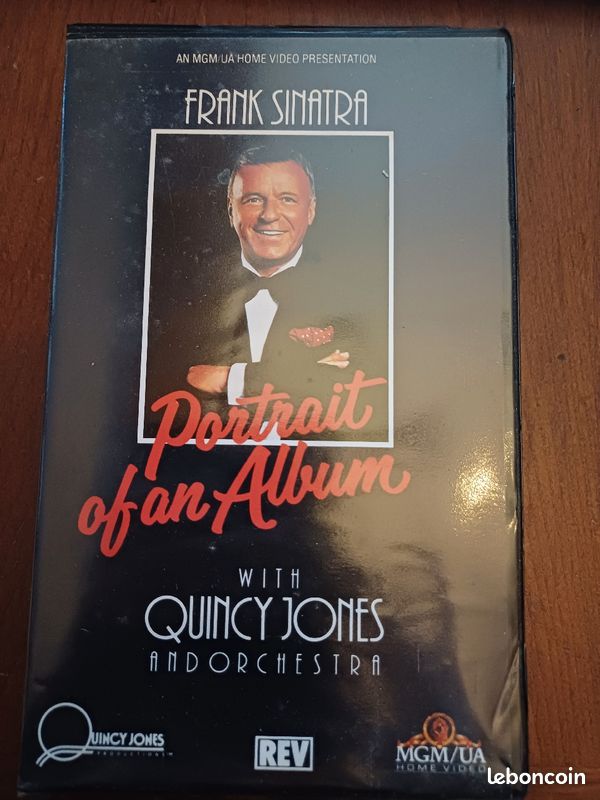 AN MGM/UA HOME VIDEO PRESENTATION
FRANK SINATRA
Portrait
of an Album
WITH
QUINCY JONES
ANDORCHESTRA
QUINCY JONES
PRODUCTIONS
REV
MGM/UA
HOME VIDEO
leboncoin